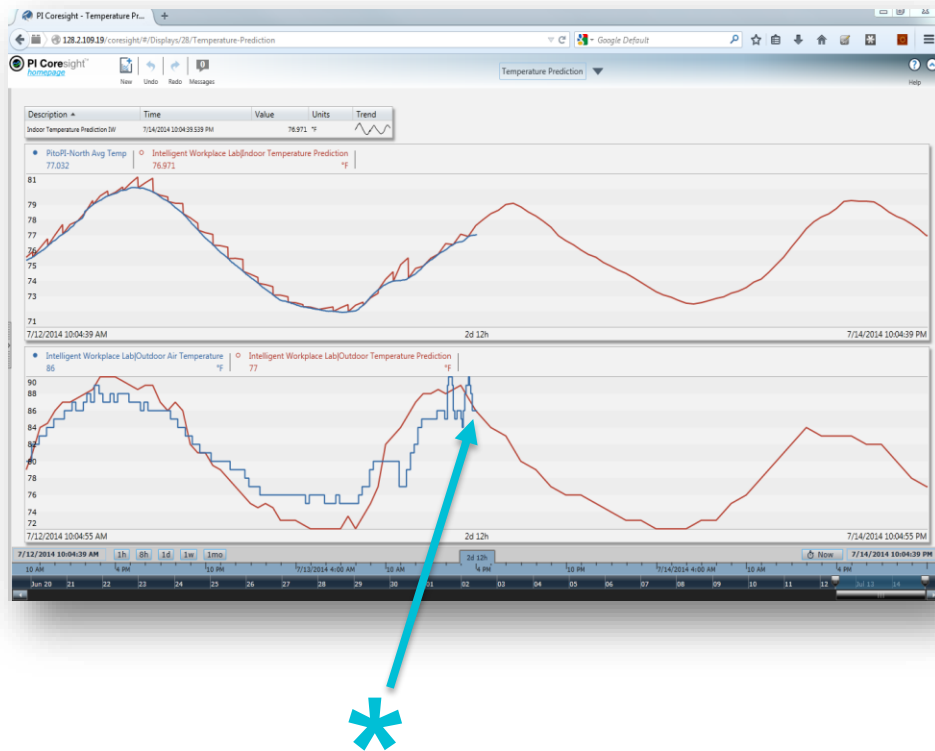 PI Coresight - Temperature Pr...
128.2.109.19/coresight/#/Displays/28/Temperature-Prediction
Google Default
PI Coresight™
homepage
New Undo Redo Messages
Temperature Prediction
Help
Description Time Value Units Trend
Indoor Temperature Prediction IW 7/14/2014 10:04:39.539 PM 76.971 °F
PitoPI-North Avg Temp Intelligent Workplace Lab|Indoor Temperature Prediction
77.032 76.971 °F
81
79
78
77
76
75
74
73
71
7/12/2014 10:04:39 AM 2d 12h 7/14/2014 10:04:39 PM
Intelligent Workplace Lab|Outdoor Air Temperature Intelligent Workplace Lab|Outdoor Temperature Prediction
86 °F 77 °F
90
88
86
84
82
80
78
76
74
72
7/12/2014 10:04:55 AM 2d 12h 7/14/2014 10:04:55 PM
7/12/2014 10:04:39 AM 1h 8h 1d 1w 1mo 2d 12h Now 7/14/2014 10:04:39 PM
10 AM 4 PM 10 PM 7/13/2014 4:00 AM 10 AM 4 PM 10 PM 7/14/2014 4:00 AM 10 AM 4 PM
Jun 20 21 22 23 24 25 26 27 28 29 30 01 02 03 04 05 06 07 08 09 10 11 12 Jul 13 14
*